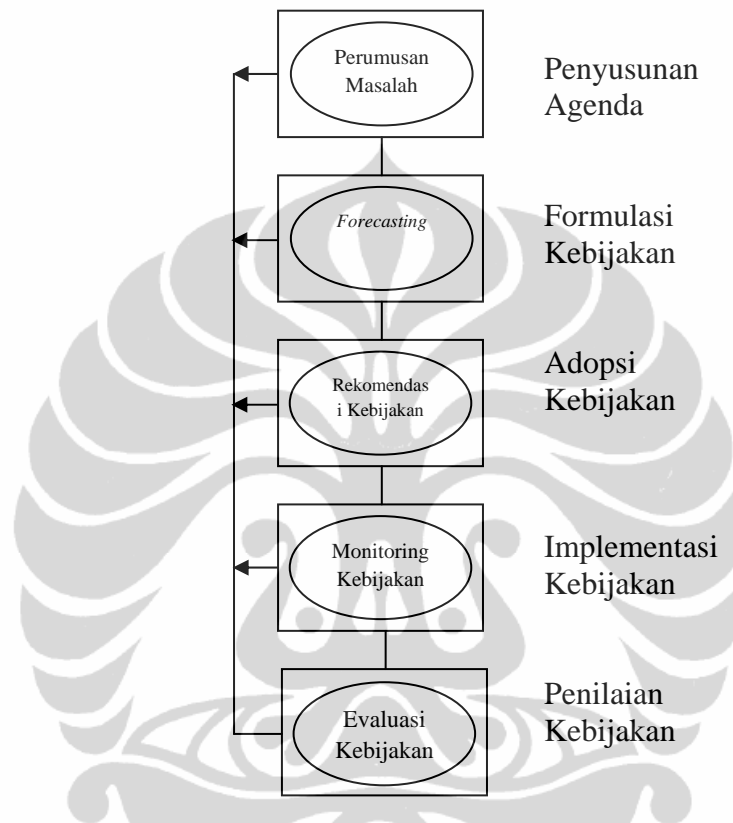 Perumusan
Masalah
Penyusunan
Agenda
Forecasting
Formulasi
Kebijakan
Rekomendas
i Kebijakan
Adopsi
Kebijakan
Monitoring
Kebijakan
Implementasi
Kebijakan
Evaluasi
Kebijakan
Penilaian
Kebijakan